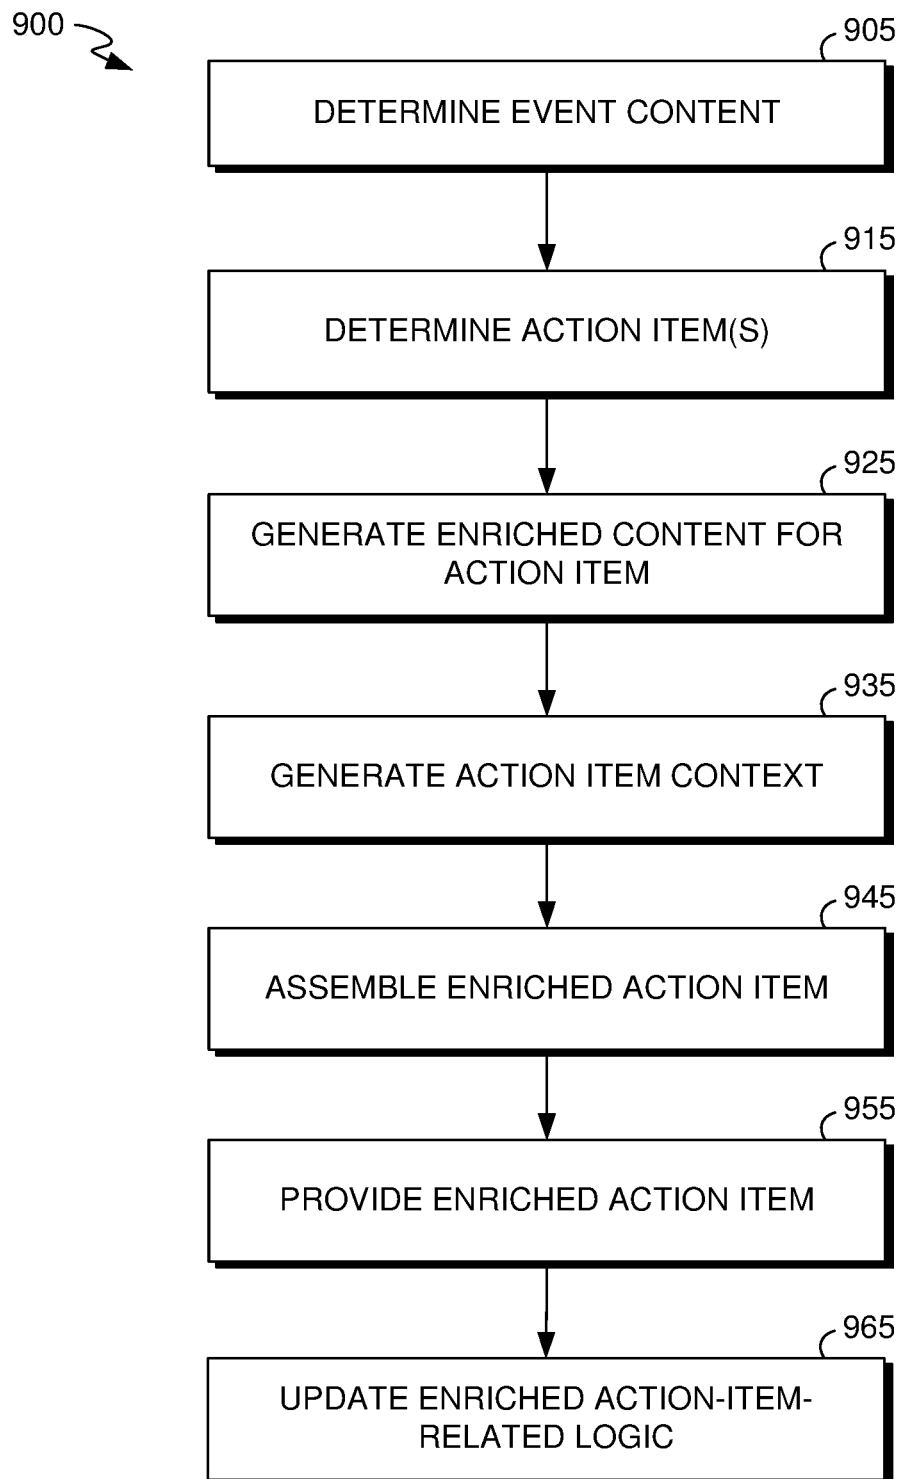 900
905
DETERMINE EVENT CONTENT
915
DETERMINE ACTION ITEM(S)
925
GENERATE ENRICHED CONTENT FOR
ACTION ITEM
935
GENERATE ACTION ITEM CONTEXT
945
ASSEMBLE ENRICHED ACTION ITEM
955
PROVIDE ENRICHED ACTION ITEM
965
UPDATE ENRICHED ACTION-ITEM-
RELATED LOGIC